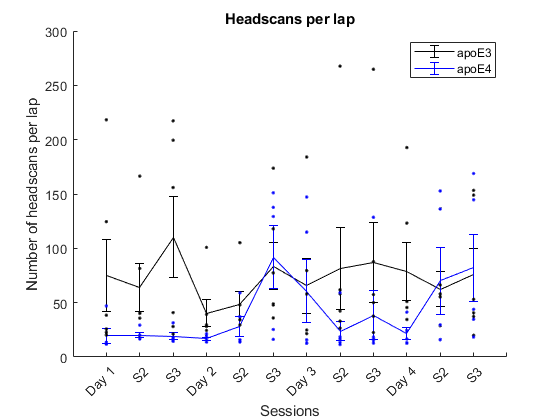 Headscans per lap
apoE3
apoE4
Number of headscans per lap
300
250
200
150
100
50
0
Day 1
S2
S3
Day 2
S2
S3
Day 3
S2
S3
Day 4
S2
S3
Sessions